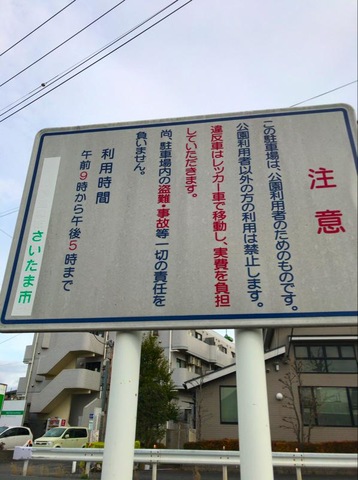 注意
この駐車場は、公園利用者のためのものです。
公園利用者以外の方の利用は禁止します。
違反車はレッカー車で移動し、実費を負担
していただきます。
尚、駐車場内の盗難・事故等一切の責任を
負いません。
利用時間
午前9時から午後5時まで
さいたま市